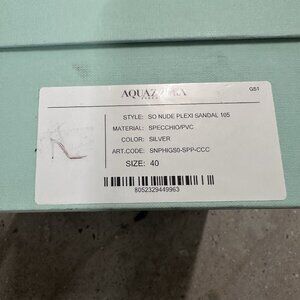 AQUAZZURA
GS1
STYLE: SO NUDE PLEXI SANDAL 105
MATERIAL: SPECCHIO/PVC
COLOR: SILVER
ART.CODE: SNPHIGS0-SPP-CCC
SIZE: 40
8052329449963